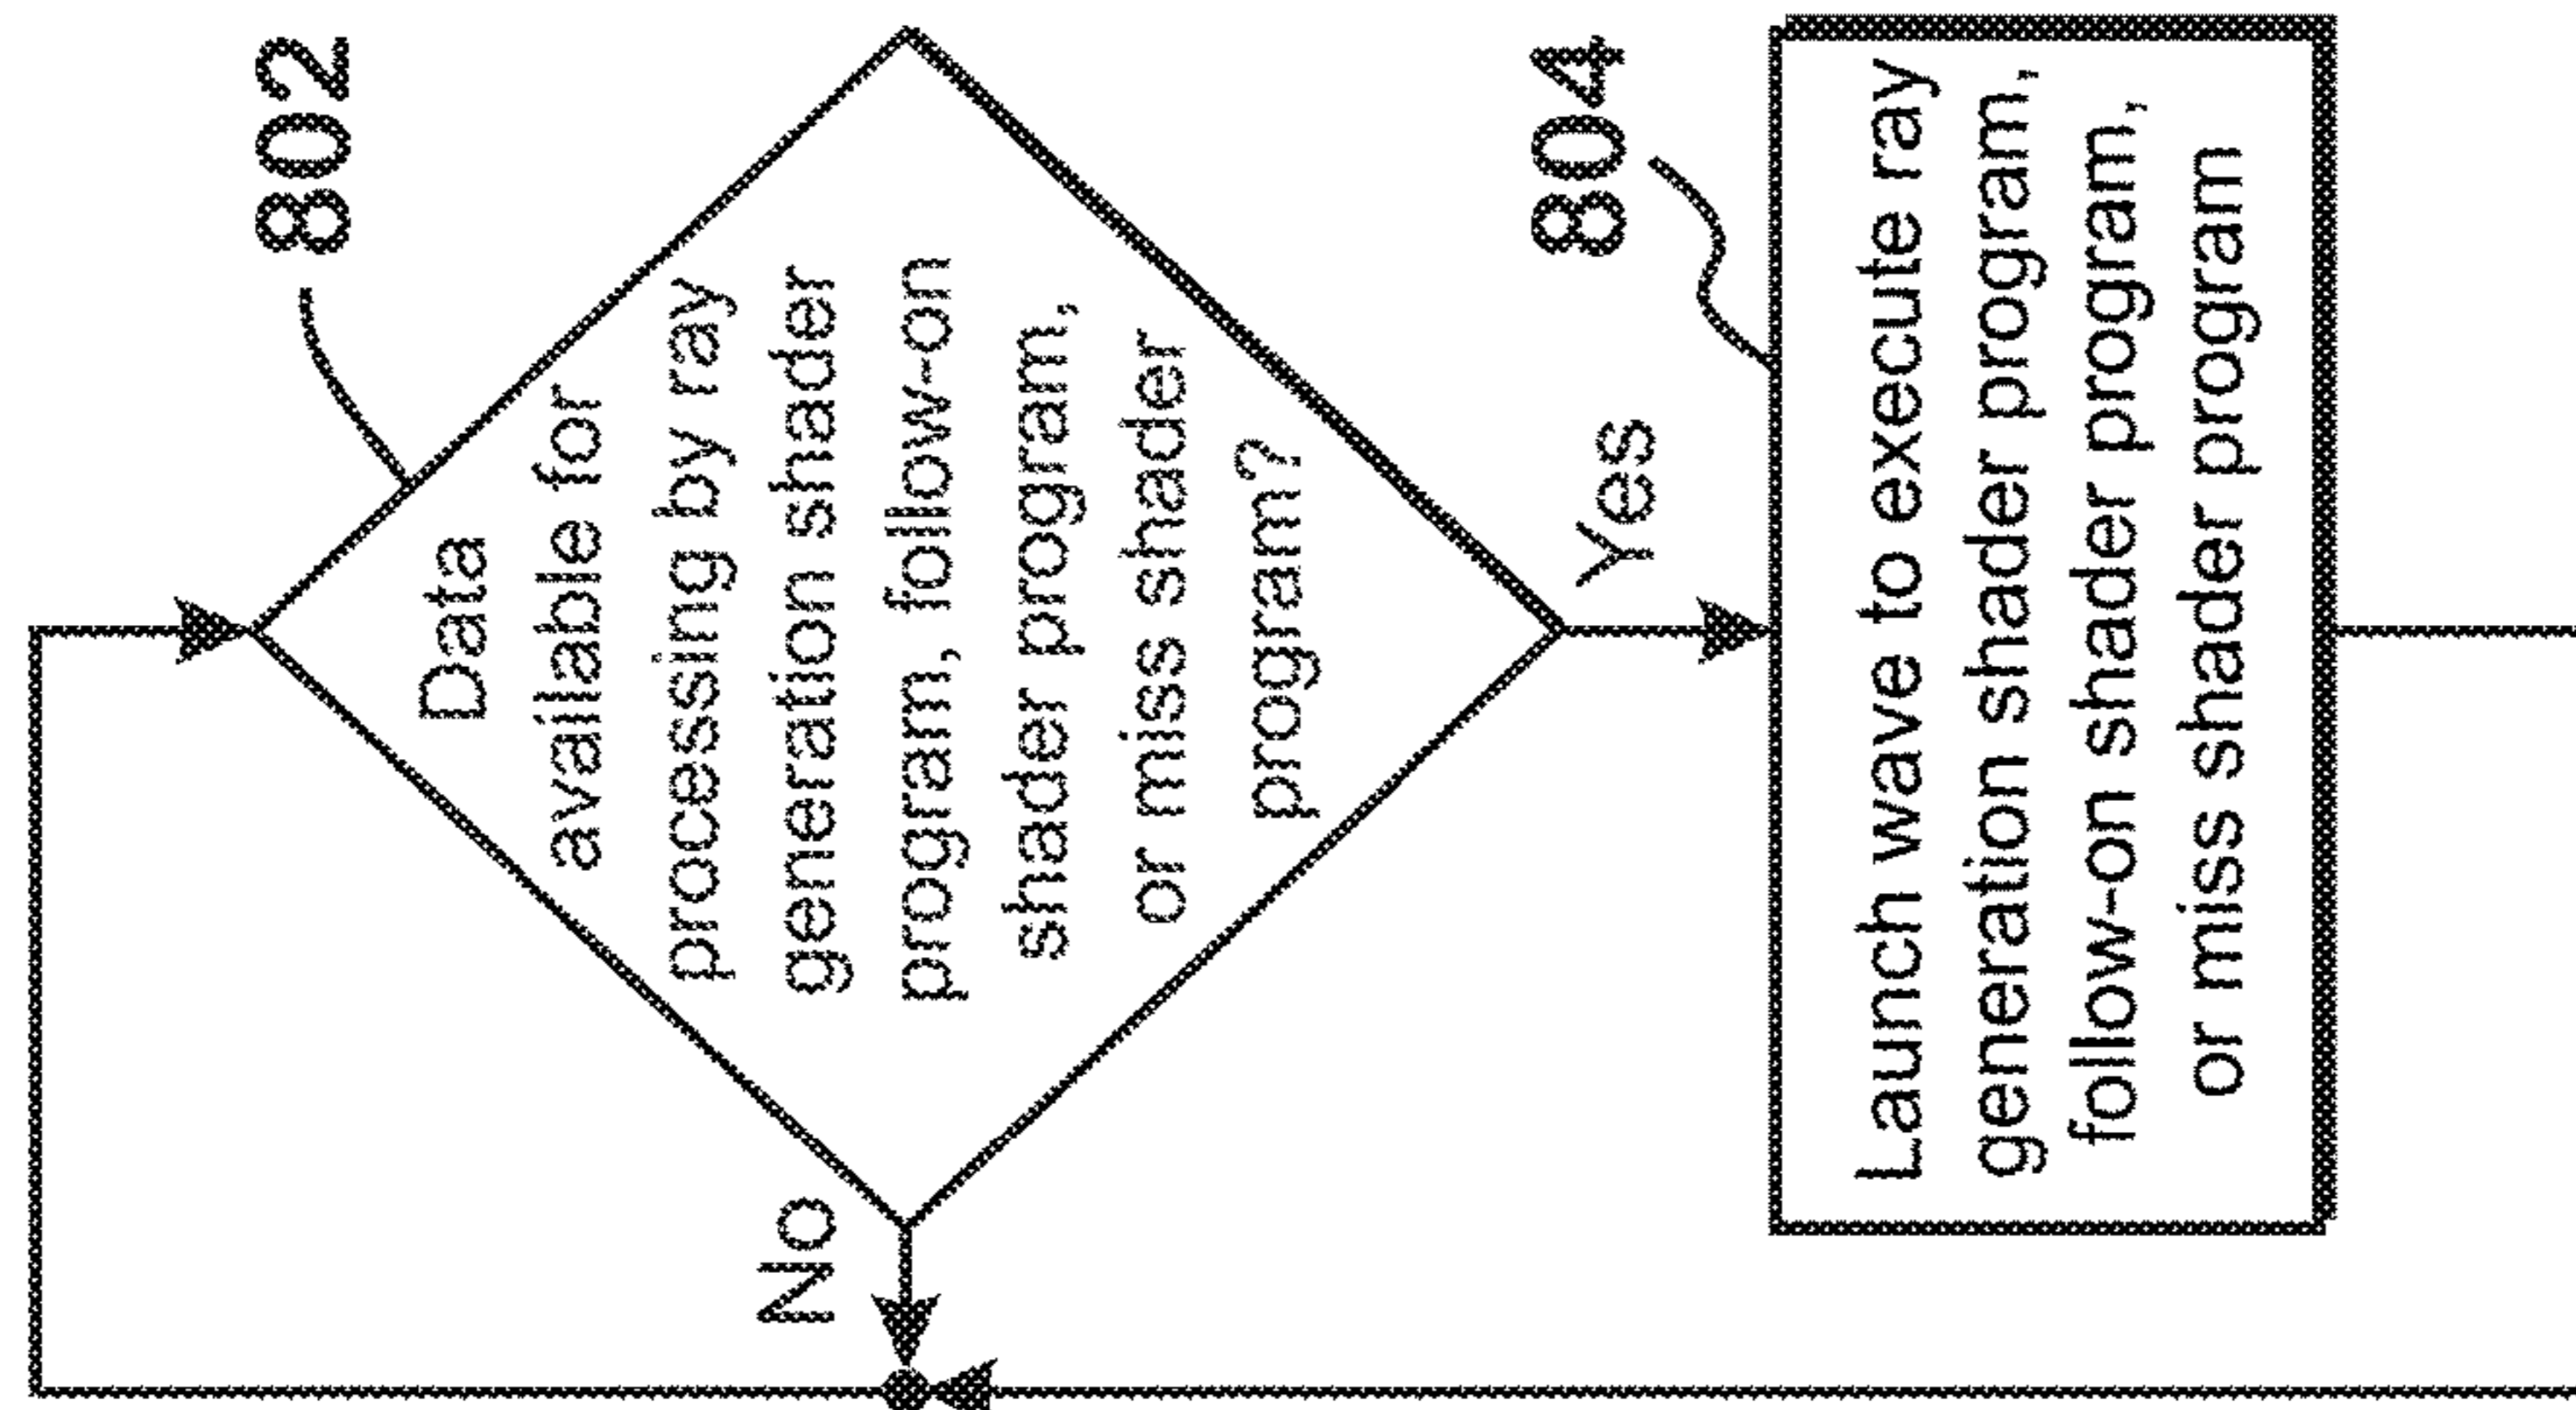 802
Data
available for
processing by ray
generation shader
program, follow-on
shader program,
or miss shader
program?
No
Yes
804
Launch wave to execute ray
generation shader program,
follow-on shader program,
or miss shader program